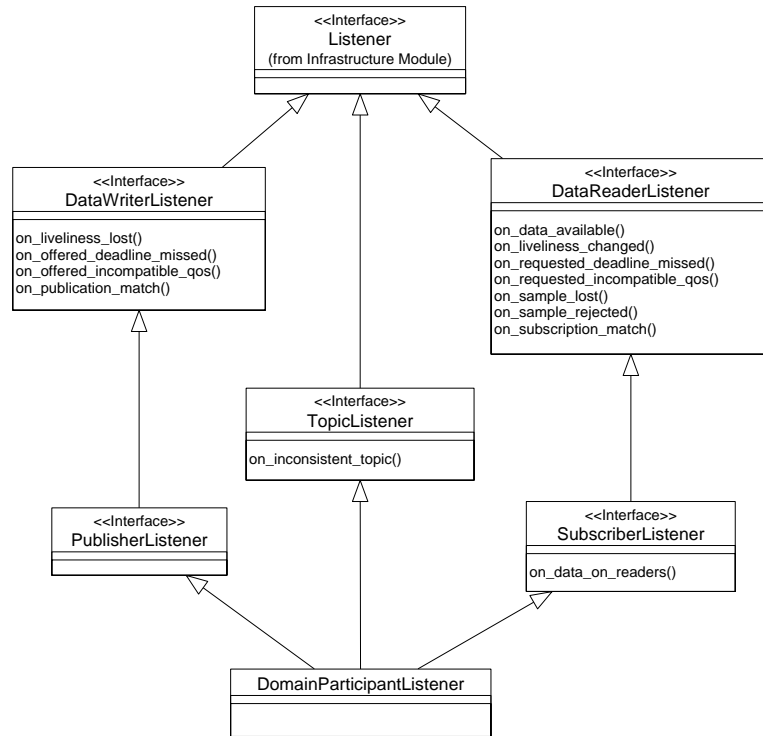 <<Interface>>
Listener
(from Infrastructure Module)
<<Interface>>
DataWriterListener
on_liveliness_lost()
on_offered_deadline_missed()
on_offered_incompatible_qos()
on_publication_match()
<<Interface>>
DataReaderListener
on_data_available()
on_liveliness_changed()
on_requested_deadline_missed()
on_requested_incompatible_qos()
on_sample_lost()
on_sample_rejected()
on_subscription_match()
<<Interface>>
TopicListener
on_inconsistent_topic()
<<Interface>>
PublisherListener
<<Interface>>
SubscriberListener
on_data_on_readers()
DomainParticipantListener